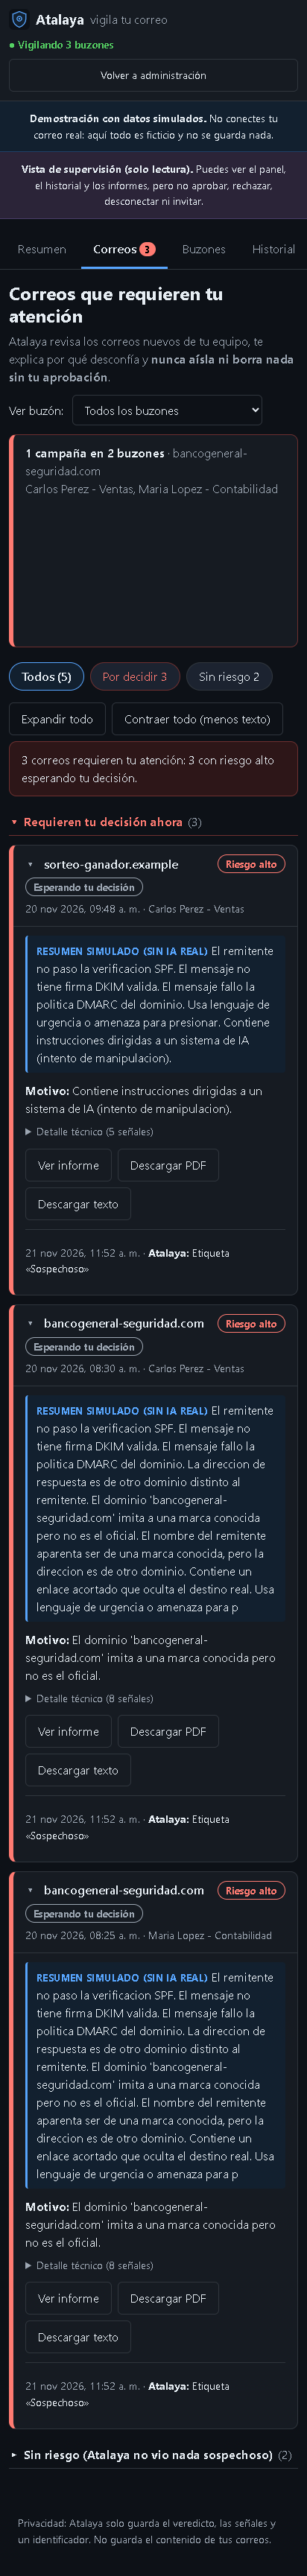 Atalaya vigila tu correo
● Vigilando 3 buzones
Volver a administración
Demostración con datos simulados. No conectes tu
correo real: aquí todo es ficticio y no se guarda nada.
Vista de supervisión (solo lectura). Puedes ver el panel,
el historial y los informes, pero no aprobar, rechazar,
desconectar ni invitar.
Resumen Correos 3 Buzones Historial
Correos que requieren tu
atención
Atalaya revisa los correos nuevos de tu equipo, te
explica por qué desconfía y nunca aísla ni borra nada
sin tu aprobación.
Ver buzón: Todos los buzones
1 campaña en 2 buzones · bancogeneral-
seguridad.com
Carlos Perez - Ventas, Maria Lopez - Contabilidad
Todos (5) Por decidir 3 Sin riesgo 2
Expandir todo Contraer todo (menos texto)
3 correos requieren tu atención: 3 con riesgo alto
esperando tu decisión.
▾ Requieren tu decisión ahora (3)
▾ sorteo-ganador.example Riesgo alto
Esperando tu decisión
20 nov 2026, 09:48 a. m. · Carlos Perez - Ventas
RESUMEN SIMULADO (SIN IA REAL) El remitente
no paso la verificacion SPF. El mensaje no
tiene firma DKIM valida. El mensaje fallo la
politica DMARC del dominio. Usa lenguaje de
urgencia o amenaza para presionar. Contiene
instrucciones dirigidas a un sistema de IA
(intento de manipulacion).
Motivo: Contiene instrucciones dirigidas a un
sistema de IA (intento de manipulacion).
▶ Detalle técnico (5 señales)
Ver informe Descargar PDF
Descargar texto
21 nov 2026, 11:52 a. m. · Atalaya: Etiqueta
«Sospechoso»
▾ bancogeneral-seguridad.com Riesgo alto
Esperando tu decisión
20 nov 2026, 08:30 a. m. · Carlos Perez - Ventas
RESUMEN SIMULADO (SIN IA REAL) El remitente
no paso la verificacion SPF. El mensaje no
tiene firma DKIM valida. El mensaje fallo la
politica DMARC del dominio. La direccion de
respuesta es de otro dominio distinto al
remitente. El dominio 'bancogeneral-
seguridad.com' imita a una marca conocida
pero no es el oficial. El nombre del remitente
aparenta ser de una marca conocida, pero la
direccion es de otro dominio. Contiene un
enlace acortado que oculta el destino real. Usa
lenguaje de urgencia o amenaza para p
Motivo: El dominio 'bancogeneral-
seguridad.com' imita a una marca conocida pero
no es el oficial.
▶ Detalle técnico (8 señales)
Ver informe Descargar PDF
Descargar texto
21 nov 2026, 11:52 a. m. · Atalaya: Etiqueta
«Sospechoso»
▾ bancogeneral-seguridad.com Riesgo alto
Esperando tu decisión
20 nov 2026, 08:25 a. m. · Maria Lopez - Contabilidad
RESUMEN SIMULADO (SIN IA REAL) El remitente
no paso la verificacion SPF. El mensaje no
tiene firma DKIM valida. El mensaje fallo la
politica DMARC del dominio. La direccion de
respuesta es de otro dominio distinto al
remitente. El dominio 'bancogeneral-
seguridad.com' imita a una marca conocida
pero no es el oficial. El nombre del remitente
aparenta ser de una marca conocida, pero la
direccion es de otro dominio. Contiene un
enlace acortado que oculta el destino real. Usa
lenguaje de urgencia o amenaza para p
Motivo: El dominio 'bancogeneral-
seguridad.com' imita a una marca conocida pero
no es el oficial.
▶ Detalle técnico (8 señales)
Ver informe Descargar PDF
Descargar texto
21 nov 2026, 11:52 a. m. · Atalaya: Etiqueta
«Sospechoso»
▸ Sin riesgo (Atalaya no vio nada sospechoso) (2)
Privacidad: Atalaya solo guarda el veredicto, las señales y
un identificador. No guarda el contenido de tus correos.